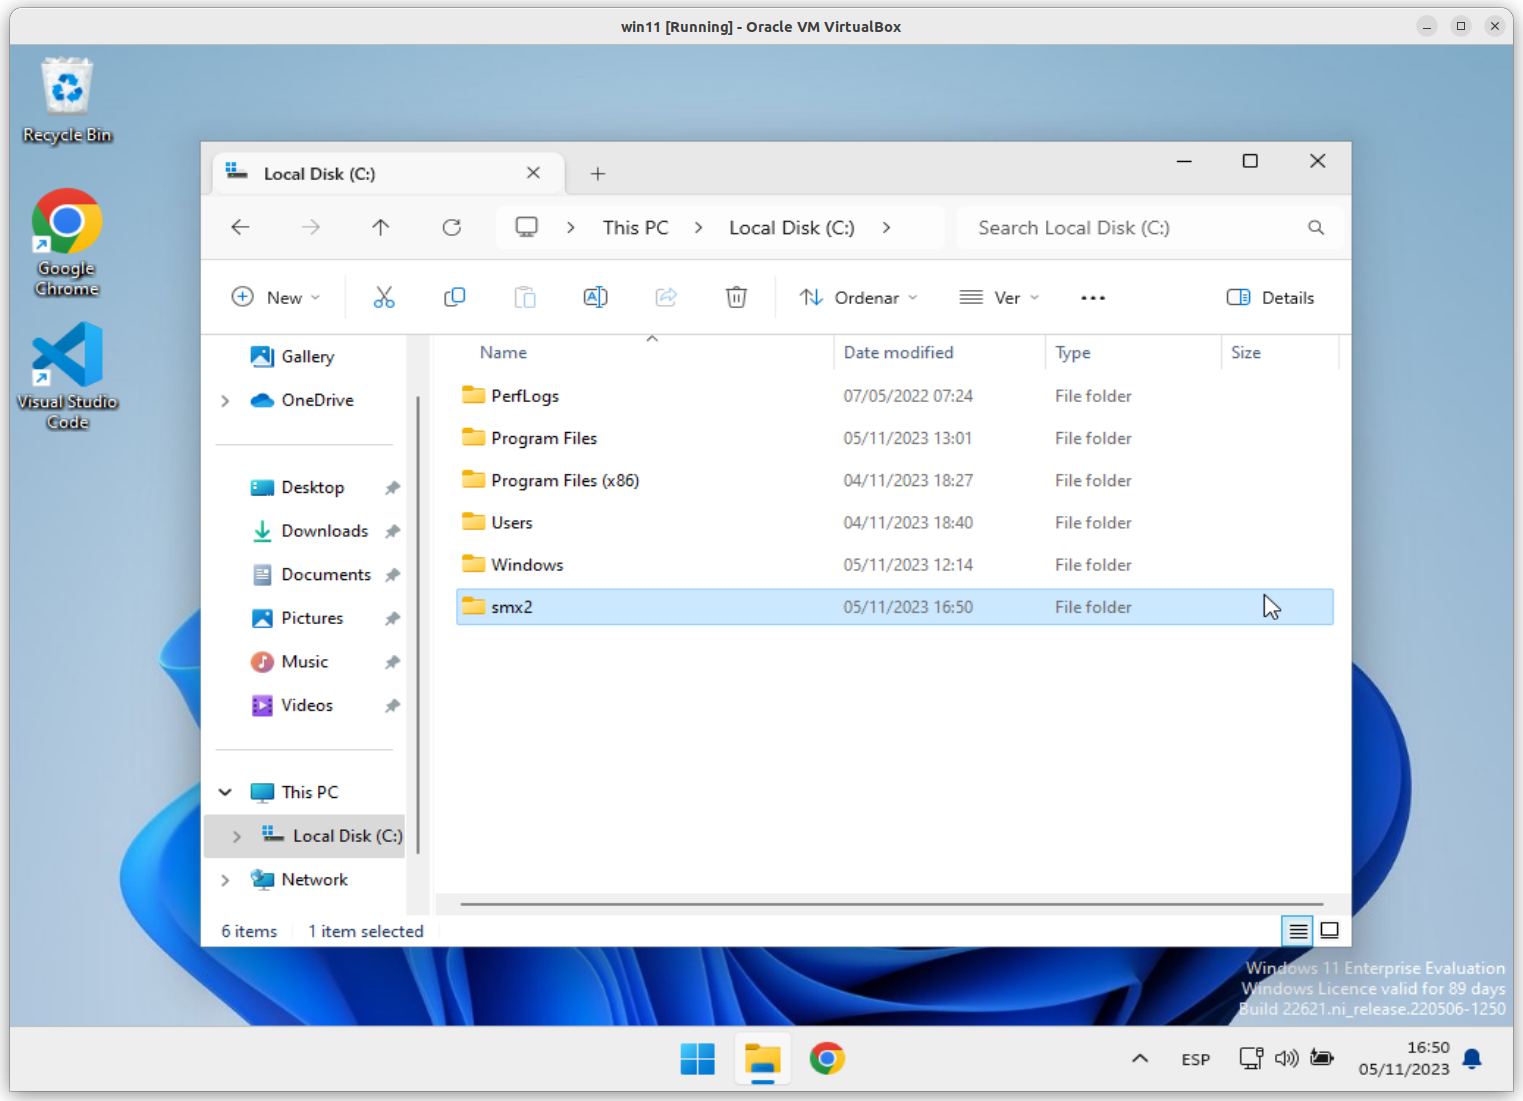 win11 [Running] - Oracle VM VirtualBox
Recycle Bin
Google
Chrome
Visual Studio
Code
Local Disk (C:)
This PC
Local Disk (C:)
Search Local Disk (C:)
New
Ordenar
Ver
Details
Gallery
OneDrive
Desktop
Downloads
Documents
Pictures
Music
Videos
This PC
Local Disk (C:)
Network
Name Date modified Type Size
PerfLogs 07/05/2022 07:24 File folder
Program Files 05/11/2023 13:01 File folder
Program Files (x86) 04/11/2023 18:27 File folder
Users 04/11/2023 18:40 File folder
Windows 05/11/2023 12:14 File folder
smx2 05/11/2023 16:50 File folder
6 items 1 item selected
Windows 11 Enterprise Evaluation
Windows Licence valid for 89 days
Build 22621.ni_release.220506-1250
ESP
16:50
05/11/2023